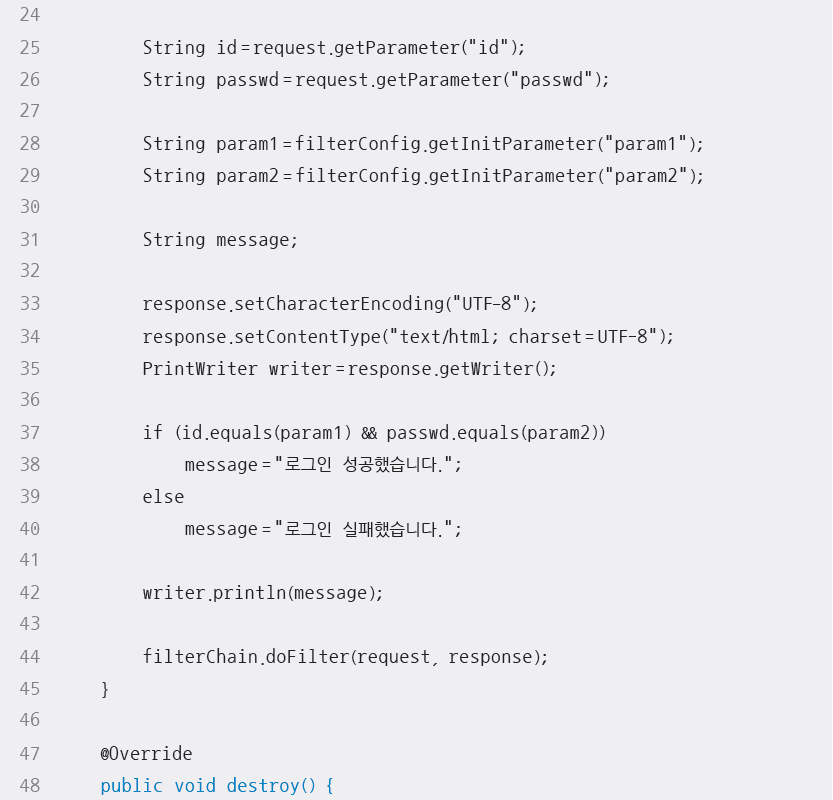 24
25 String id=request.getParameter("id");
26 String passwd=request.getParameter("passwd");
27
28 String param1=filterConfig.getInitParameter("param1");
29 String param2=filterConfig.getInitParameter("param2");
30
31 String message;
32
33 response.setCharacterEncoding("UTF-8");
34 response.setContentType("text/html; charset=UTF-8");
35 PrintWriter writer=response.getWriter();
36
37 if (id.equals(param1) && passwd.equals(param2))
38 message="로그인 성공했습니다.";
39 else
40 message="로그인 실패했습니다.";
41
42 writer.println(message);
43
44 filterChain.doFilter(request, response);
45 }
46
47 @Override
48 public void destroy() {